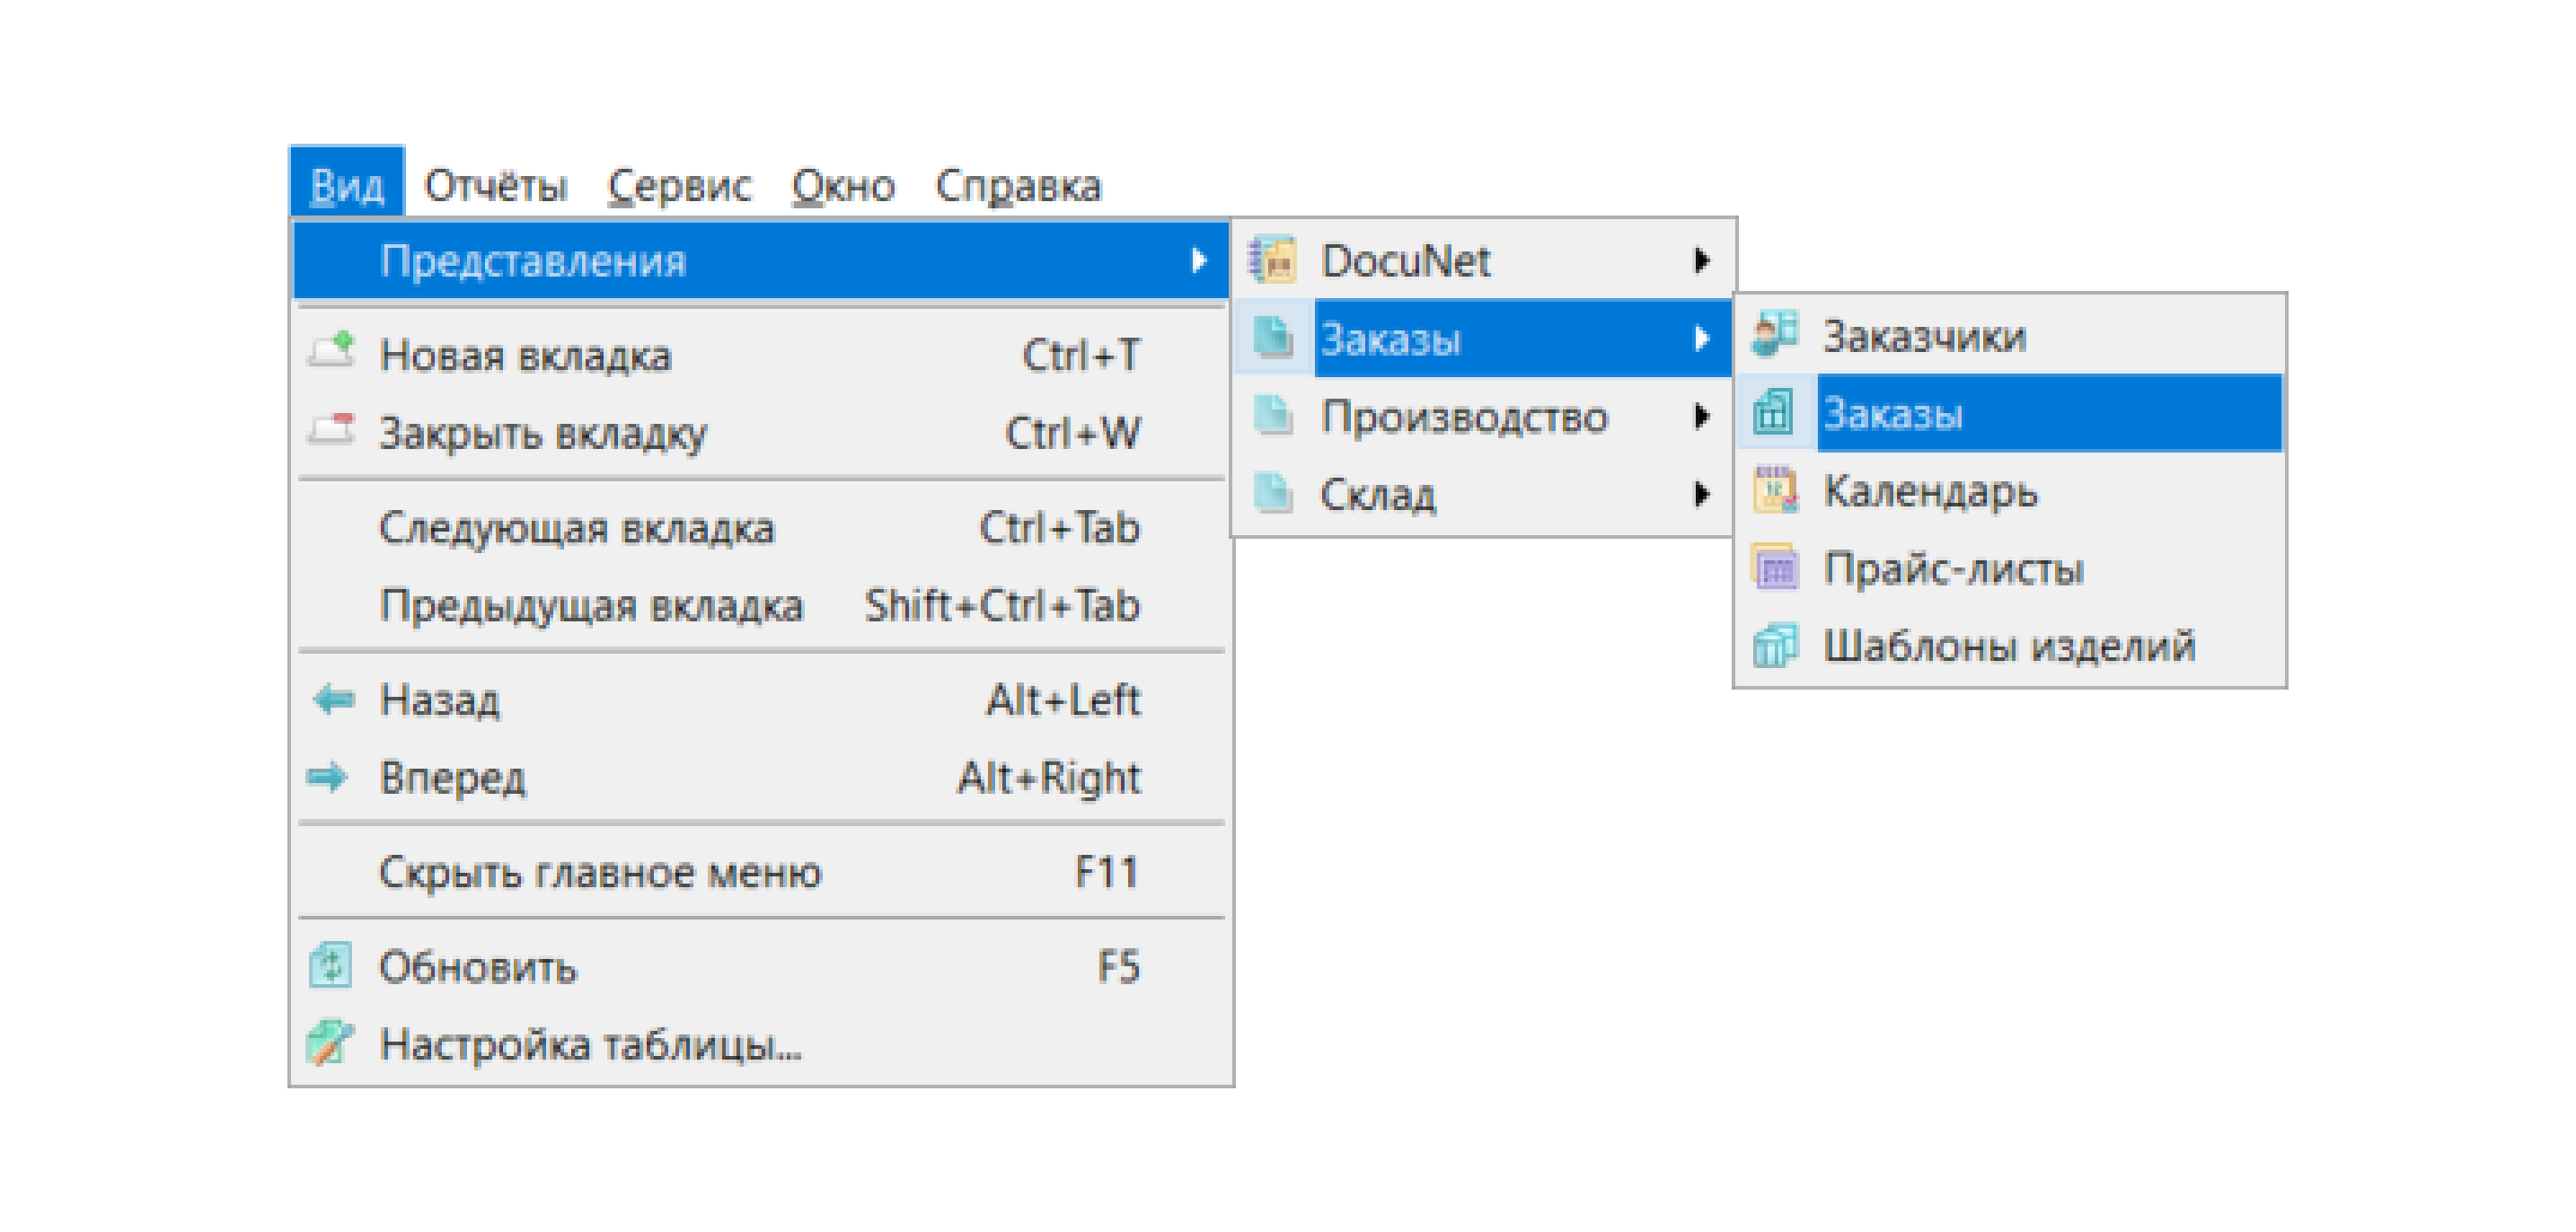 Вид Отчёты Сервис Окно Справка
Представления
Новая вкладка Ctrl+T
Закрыть вкладку Ctrl+W
Следующая вкладка Ctrl+Tab
Предыдущая вкладка Shift+Ctrl+Tab
Назад Alt+Left
Вперед Alt+Right
Скрыть главное меню F11
Обновить F5
Настройка таблицы...
DocuNet
Заказы
Производство
Склад
Заказчики
Заказы
Календарь
Прайс-листы
Шаблоны изделий